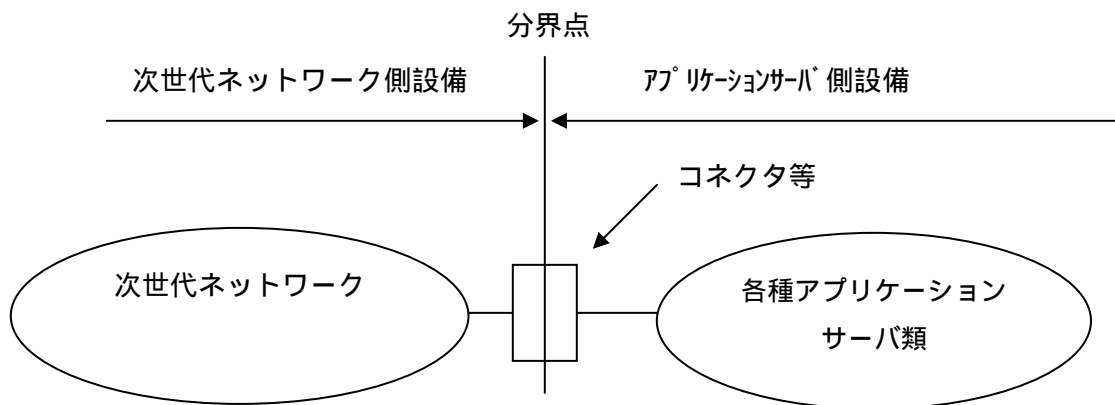 分界点
次世代ネットワーク側設備
ｱﾌﾟﾘｹｰｼｮﾝｻｰﾊﾞ側設備
コネクタ等
次世代ネットワーク
各種アプリケーション
サーバ類